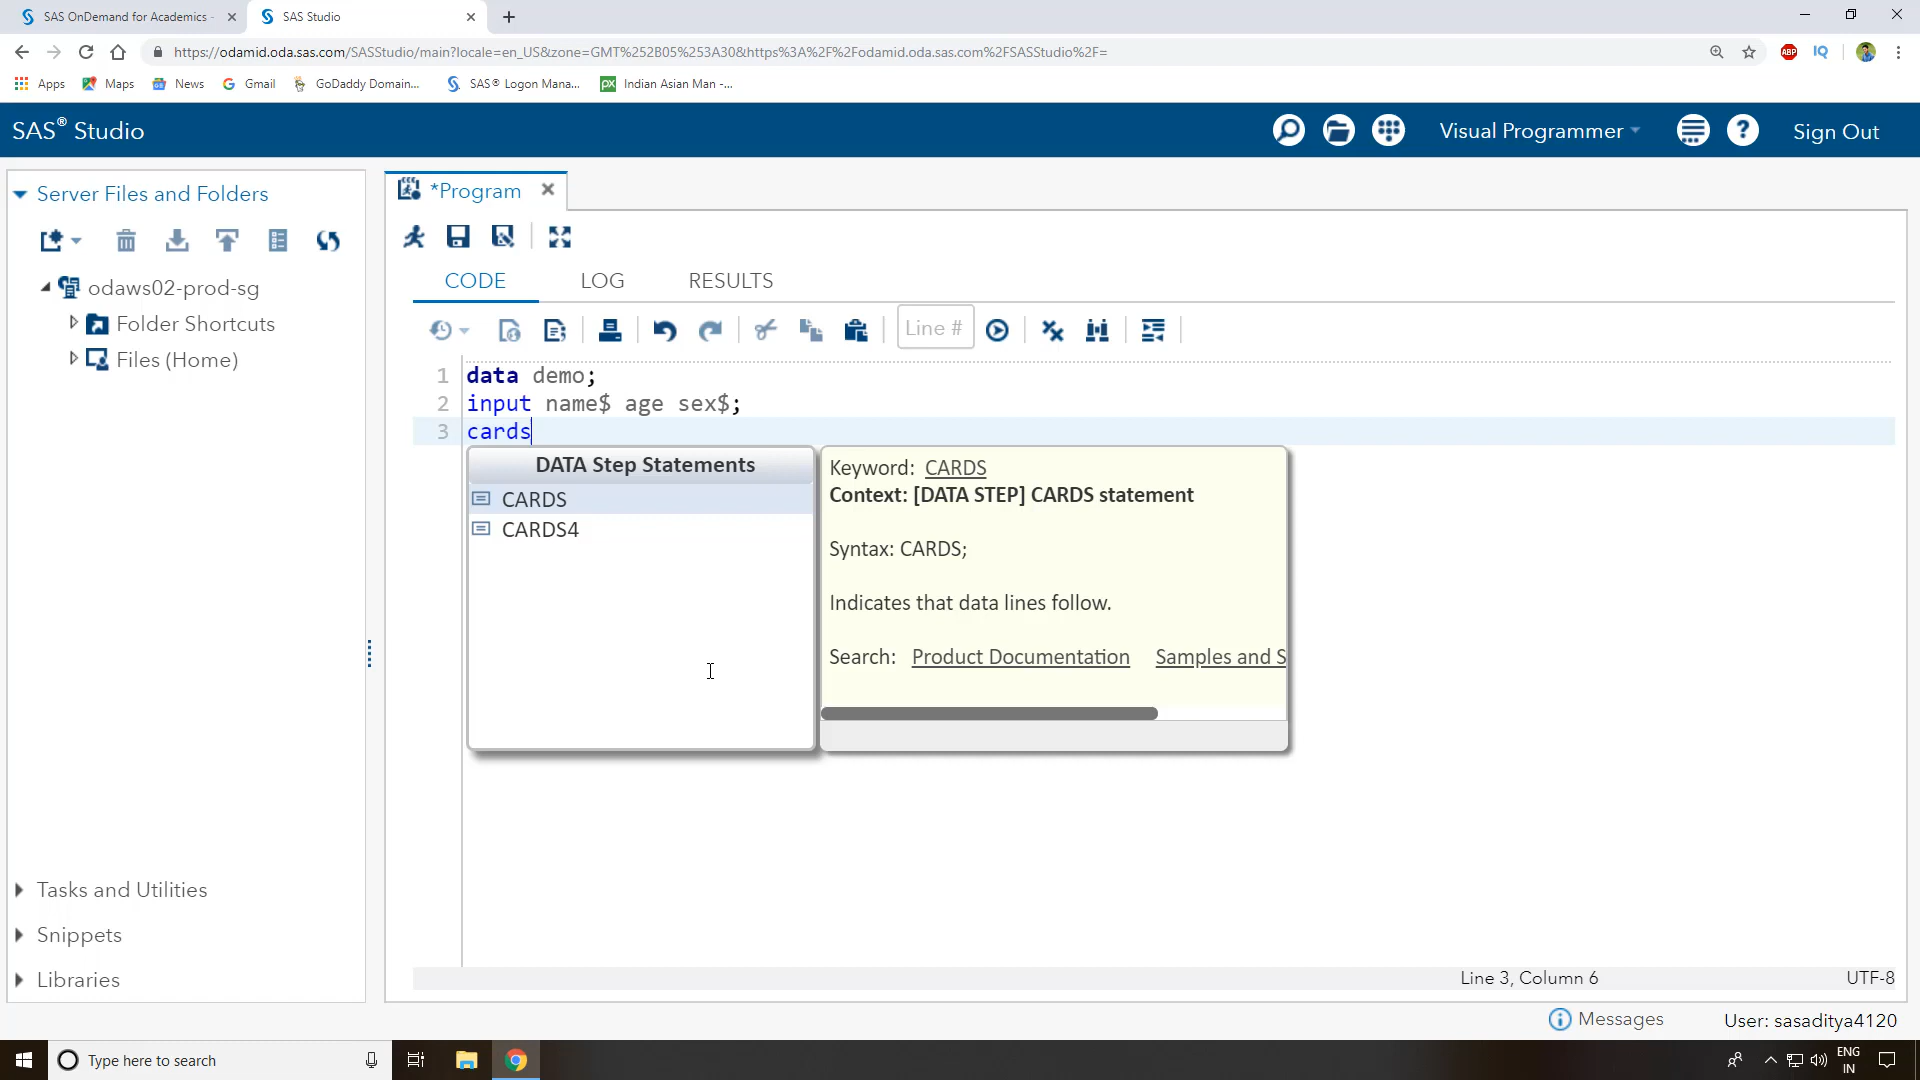 SAS OnDemand for Academics -
SAS Studio
https://odamid.oda.sas.com/SASStudio/main?locale=en_US&zone=GMT%252B05%253A30&https%3A%2F%2Fodamid.oda.sas.com%2FSASStudio%2F=
ABP
IQ
Apps
Maps
News
Gmail
GoDaddy Domain...
SAS® Logon Mana...
px
Indian Asian Man -...
SAS® Studio
Visual Programmer
?
Sign Out
Server Files and Folders
odaws02-prod-sg
Folder Shortcuts
Files (Home)
Tasks and Utilities
Snippets
Libraries
*Program
CODE
LOG
RESULTS
Line #
1 data demo;
2 input name$ age sex$;
3 cards
DATA Step Statements
CARDS
CARDS4
Keyword: CARDS
Context: [DATA STEP] CARDS statement
Syntax: CARDS;
Indicates that data lines follow.
Search: Product Documentation Samples and S
Line 3, Column 6
UTF-8
Messages
User: sasaditya4120
Type here to search
ENG
IN